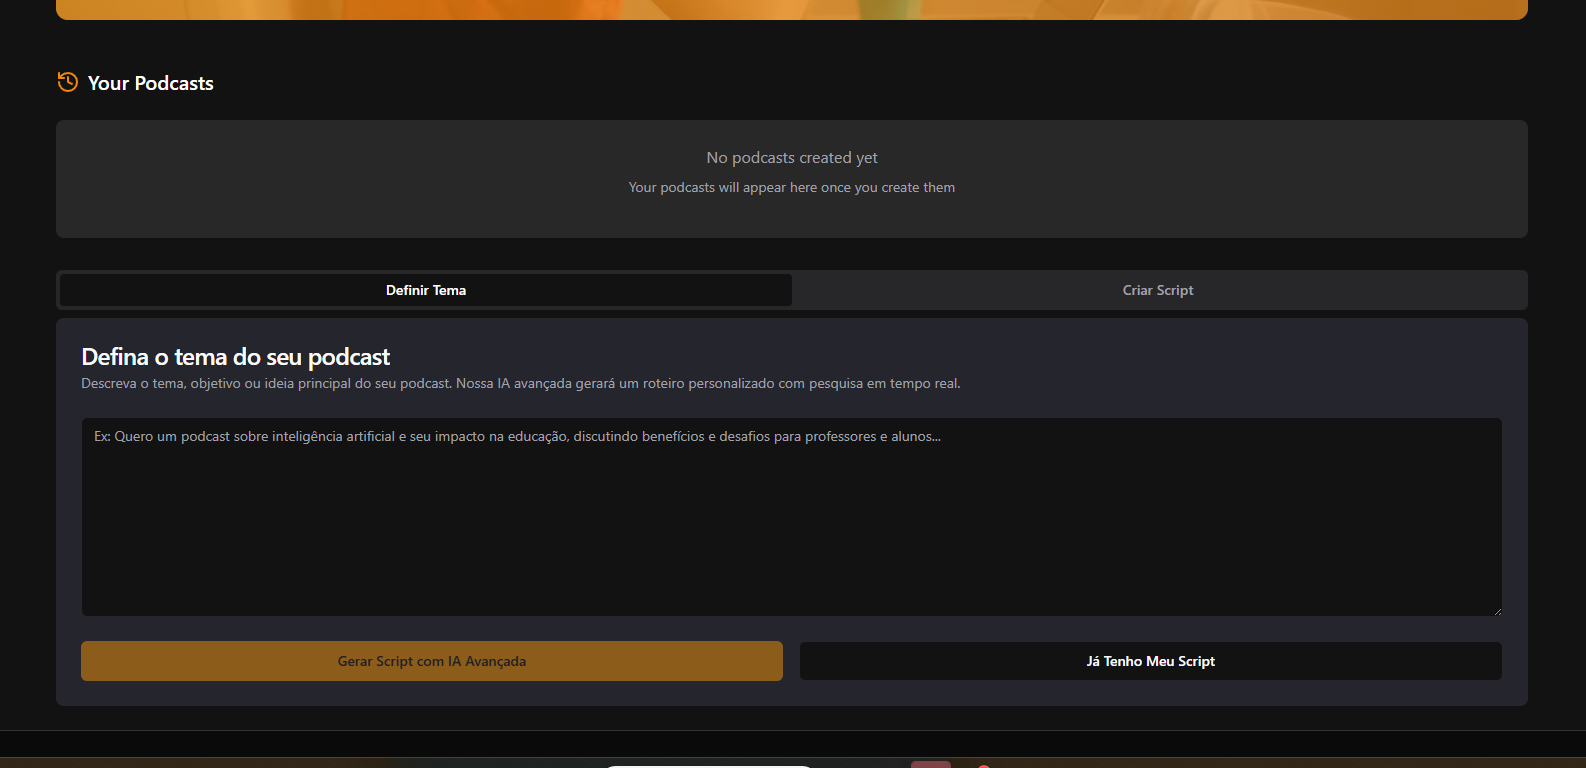 Your Podcasts
No podcasts created yet
Your podcasts will appear here once you create them
Definir Tema
Criar Script
Defina o tema do seu podcast
Descreva o tema, objetivo ou ideia principal do seu podcast. Nossa IA avançada gerará um roteiro personalizado com pesquisa em tempo real.
Ex: Quero um podcast sobre inteligência artificial e seu impacto na educação, discutindo benefícios e desafios para professores e alunos...
Gerar Script com IA Avançada
Já Tenho Meu Script